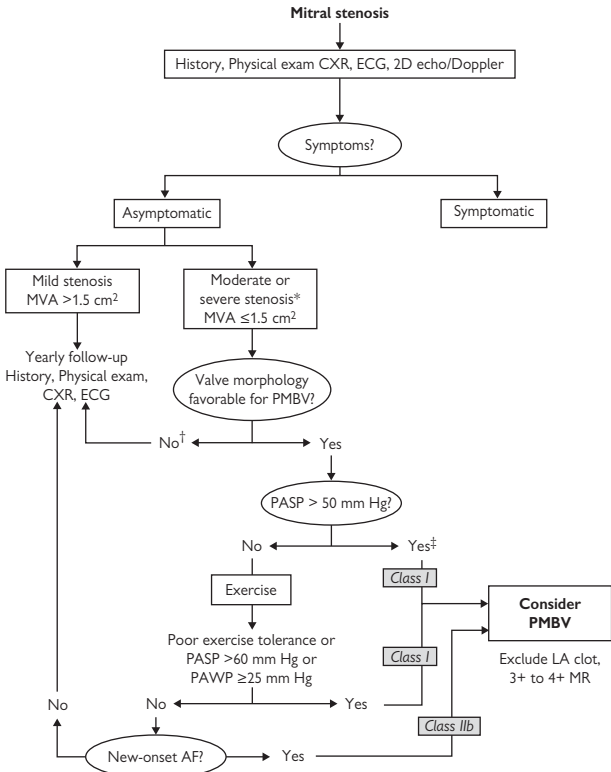 Mitral stenosis
History, Physical exam CXR, ECG, 2D echo/Doppler
Symptoms?
Asymptomatic
Symptomatic
Mild stenosis
MVA >1.5 cm²
Moderate or
severe stenosis*
MVA ≤1.5 cm²
Yearly follow-up
History, Physical exam,
CXR, ECG
Valve morphology
favorable for PMBV?
No†
Yes
PASP > 50 mm Hg?
No
Yes‡
Class I
Exercise
Consider
PMBV
Exclude LA clot,
3+ to 4+ MR
Poor exercise tolerance or
PASP >60 mm Hg or
PAWP ≥25 mm Hg
Class I
No
No
Yes
Class IIb
New-onset AF?
Yes